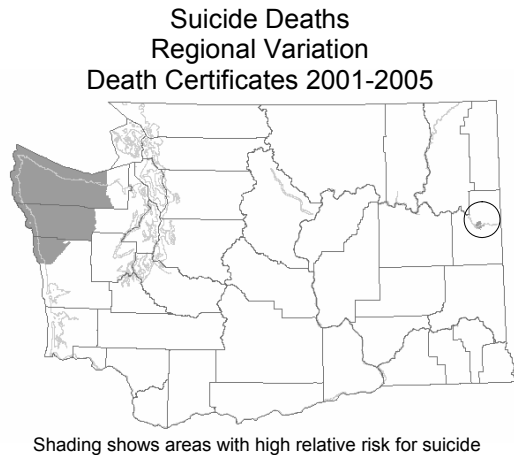 Suicide Deaths
Regional Variation
Death Certificates 2001-2005
Shading shows areas with high relative risk for suicide